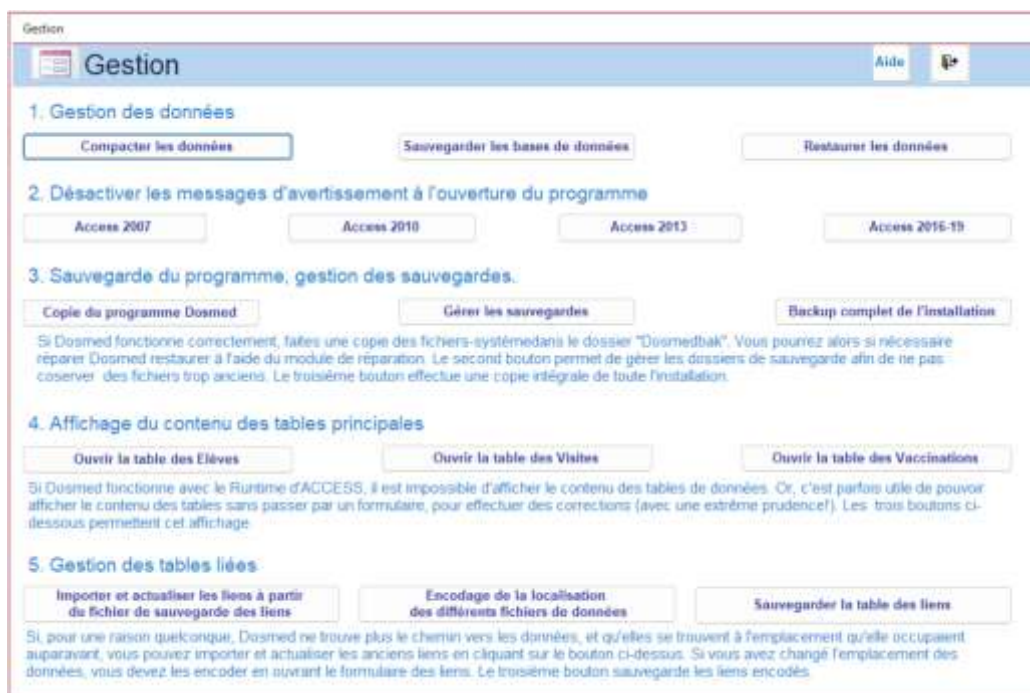 Gestion
Gestion
Aide
1. Gestion des données
Compacter les données
Sauvegarder les bases de données
Restaurer les données
2. Désactiver les messages d'avertissement à l'ouverture du programme
Access 2007
Access 2010
Access 2013
Access 2016-19
3. Sauvegarde du programme, gestion des sauvegardes.
Copie du programme Dosmed
Gérer les sauvegardes
Backup complet de l'installation
Si Dosmed fonctionne correctement, faites une copie des fichiers-systèmedans le dossier "Dosmedbak". Vous pourrez alors si nécessaire
réparer Dosmed restaurer à l'aide du module de réparation. Le second bouton permet de gérer les dossiers de sauvegarde afin de ne pas
coserver des fichiers trop anciens. Le troisième bouton effectue une copie intégrale de toute l'installation.
4. Affichage du contenu des tables principales
Ouvrir la table des Elèves
Ouvrir la table des Visites
Ouvrir la table des Vaccinations
Si Dosmed fonctionne avec le Runtime d'ACCESS, il est impossible d'afficher le contenu des tables de données. Or, c'est parfois utile de pouvoir
afficher le contenu des tables sans passer par un formulaire, pour effectuer des corrections (avec une extrême prudence!). Les trois boutons ci-
dessous permettent cet affichage
5. Gestion des tables liées
Importer et actualiser les liens à partir
du fichier de sauvegarde des liens
Encodage de la localisation
des différents fichiers de données
Sauvegarder la table des liens
Si, pour une raison quelconque, Dosmed ne trouve plus le chemin vers les données, et qu'elles se trouvent à l'emplacement qu'elle occupaient
auparavant, vous pouvez importer et actualiser les anciens liens en cliquant sur le bouton ci-dessus. Si vous avez changé l'emplacement des
données, vous devez les encoder en ouvrant le formulaire des liens. Le troisième bouton sauvegarde les liens encodés.